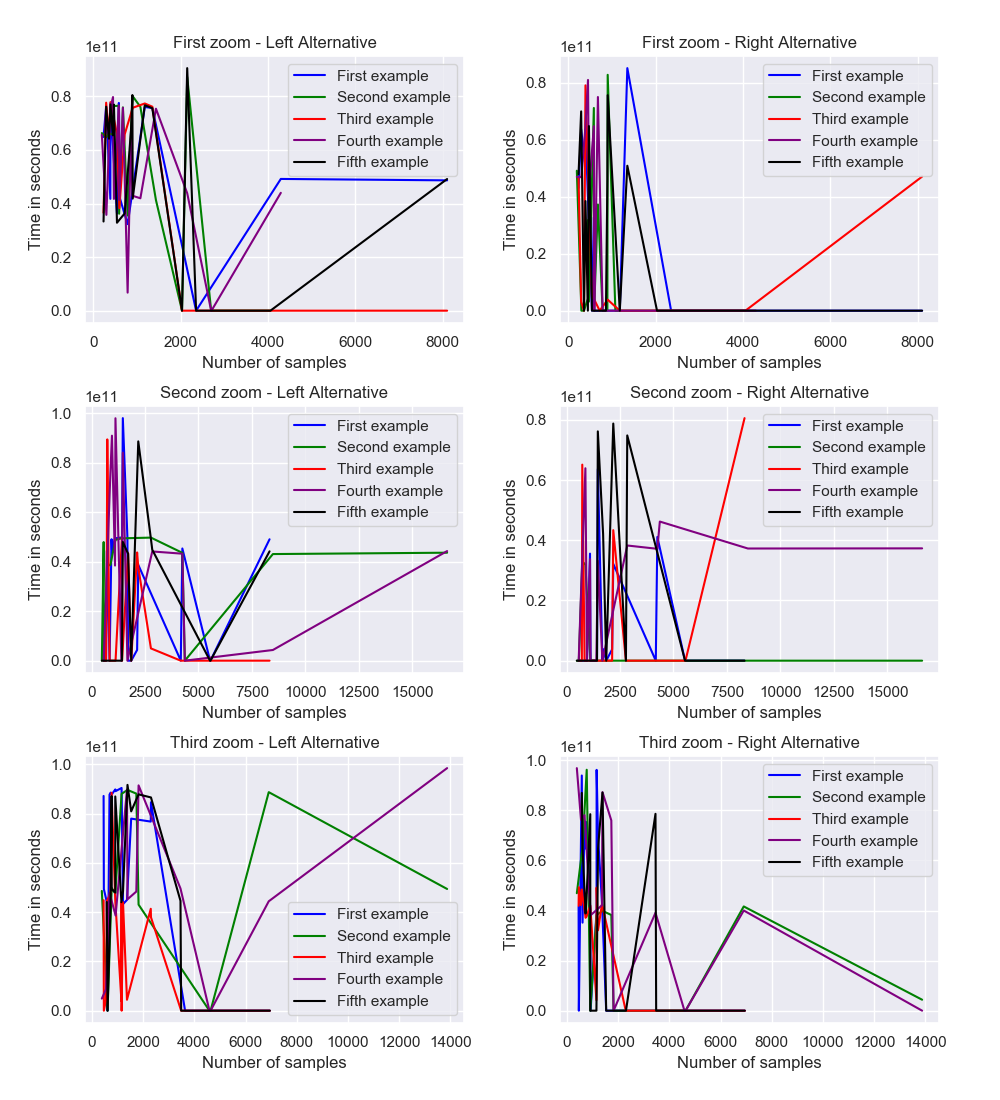 First zoom - Left Alternative
1e11
Time in seconds
0.8
0.6
0.4
0.2
0.0
0 2000 4000 6000 8000
Number of samples
First example
Second example
Third example
Fourth example
Fifth example
First zoom - Right Alternative
1e11
Time in seconds
0.8
0.6
0.4
0.2
0.0
0 2000 4000 6000 8000
Number of samples
First example
Second example
Third example
Fourth example
Fifth example
Second zoom - Left Alternative
1e11
Time in seconds
1.0
0.8
0.6
0.4
0.2
0.0
0 2500 5000 7500 10000 12500 15000
Number of samples
First example
Second example
Third example
Fourth example
Fifth example
Second zoom - Right Alternative
1e11
Time in seconds
0.8
0.6
0.4
0.2
0.0
0 2500 5000 7500 10000 12500 15000
Number of samples
First example
Second example
Third example
Fourth example
Fifth example
Third zoom - Left Alternative
1e11
Time in seconds
1.0
0.8
0.6
0.4
0.2
0.0
0 2000 4000 6000 8000 10000 12000 14000
Number of samples
First example
Second example
Third example
Fourth example
Fifth example
Third zoom - Right Alternative
1e11
Time in seconds
1.0
0.8
0.6
0.4
0.2
0.0
0 2000 4000 6000 8000 10000 12000 14000
Number of samples
First example
Second example
Third example
Fourth example
Fifth example